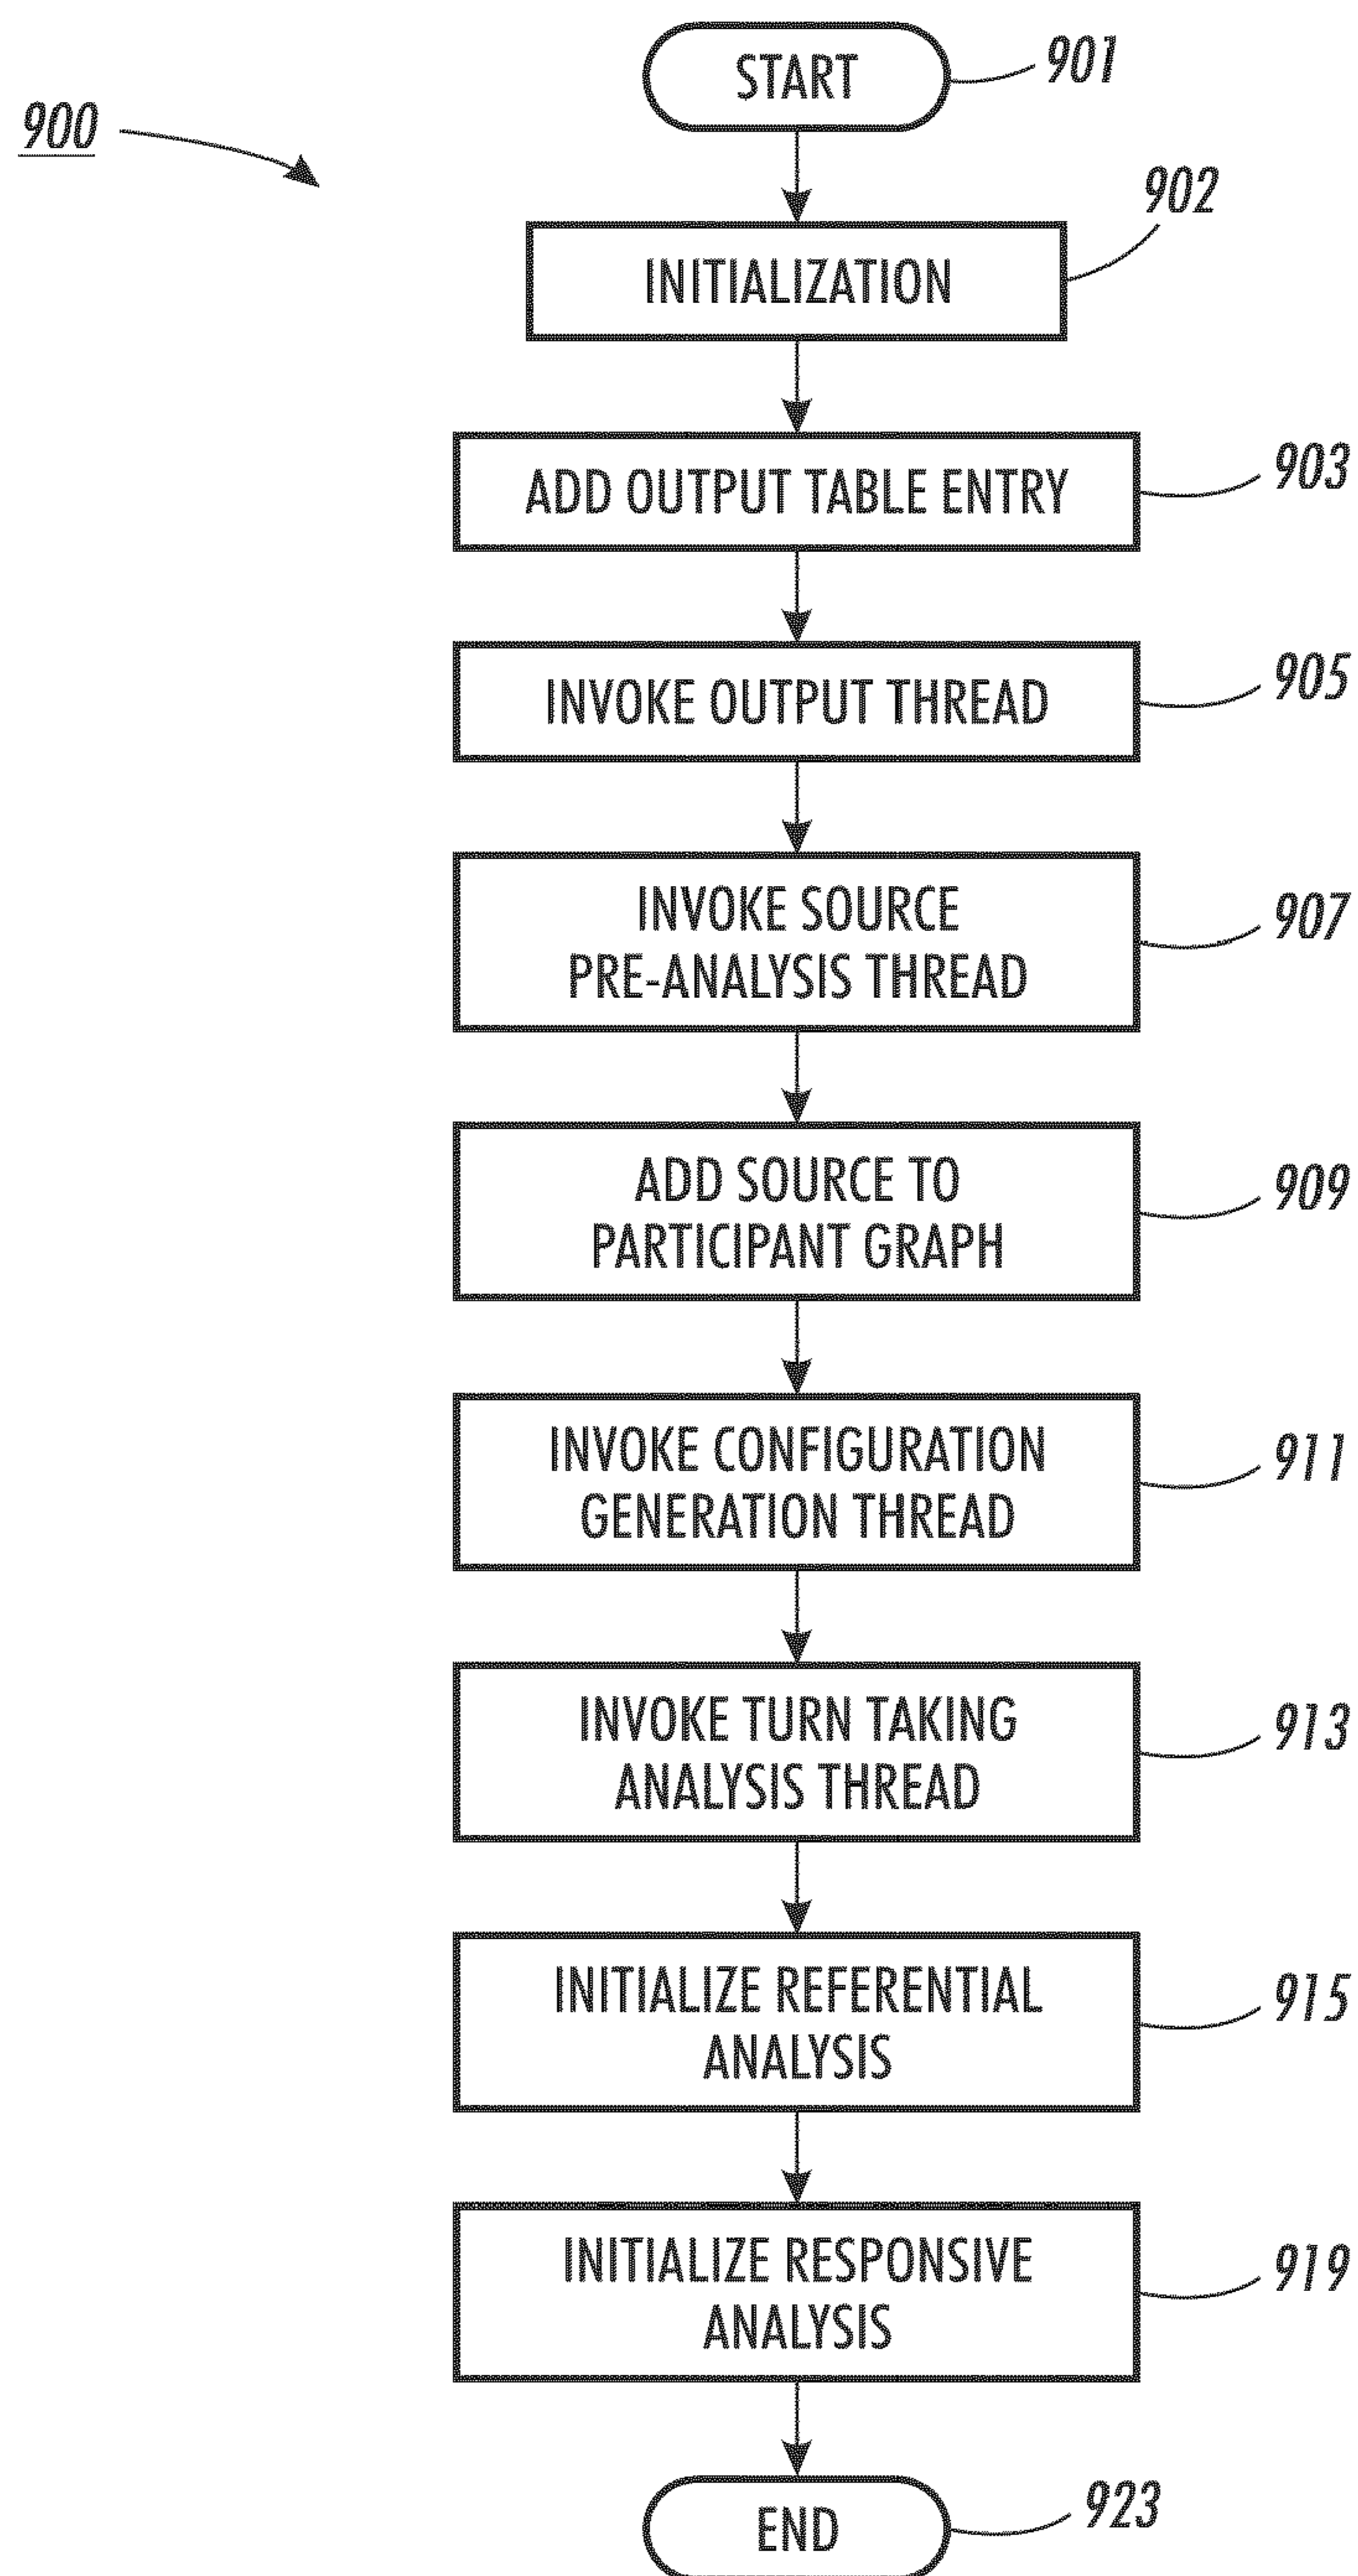 START
901
900
902
INITIALIZATION
903
ADD OUTPUT TABLE ENTRY
905
INVOKE OUTPUT THREAD
907
INVOKE SOURCE
PRE-ANALYSIS THREAD
909
ADD SOURCE TO
PARTICIPANT GRAPH
911
INVOKE CONFIGURATION
GENERATION THREAD
913
INVOKE TURN TAKING
ANALYSIS THREAD
915
INITIALIZE REFERENTIAL
ANALYSIS
919
INITIALIZE RESPONSIVE
ANALYSIS
923
END